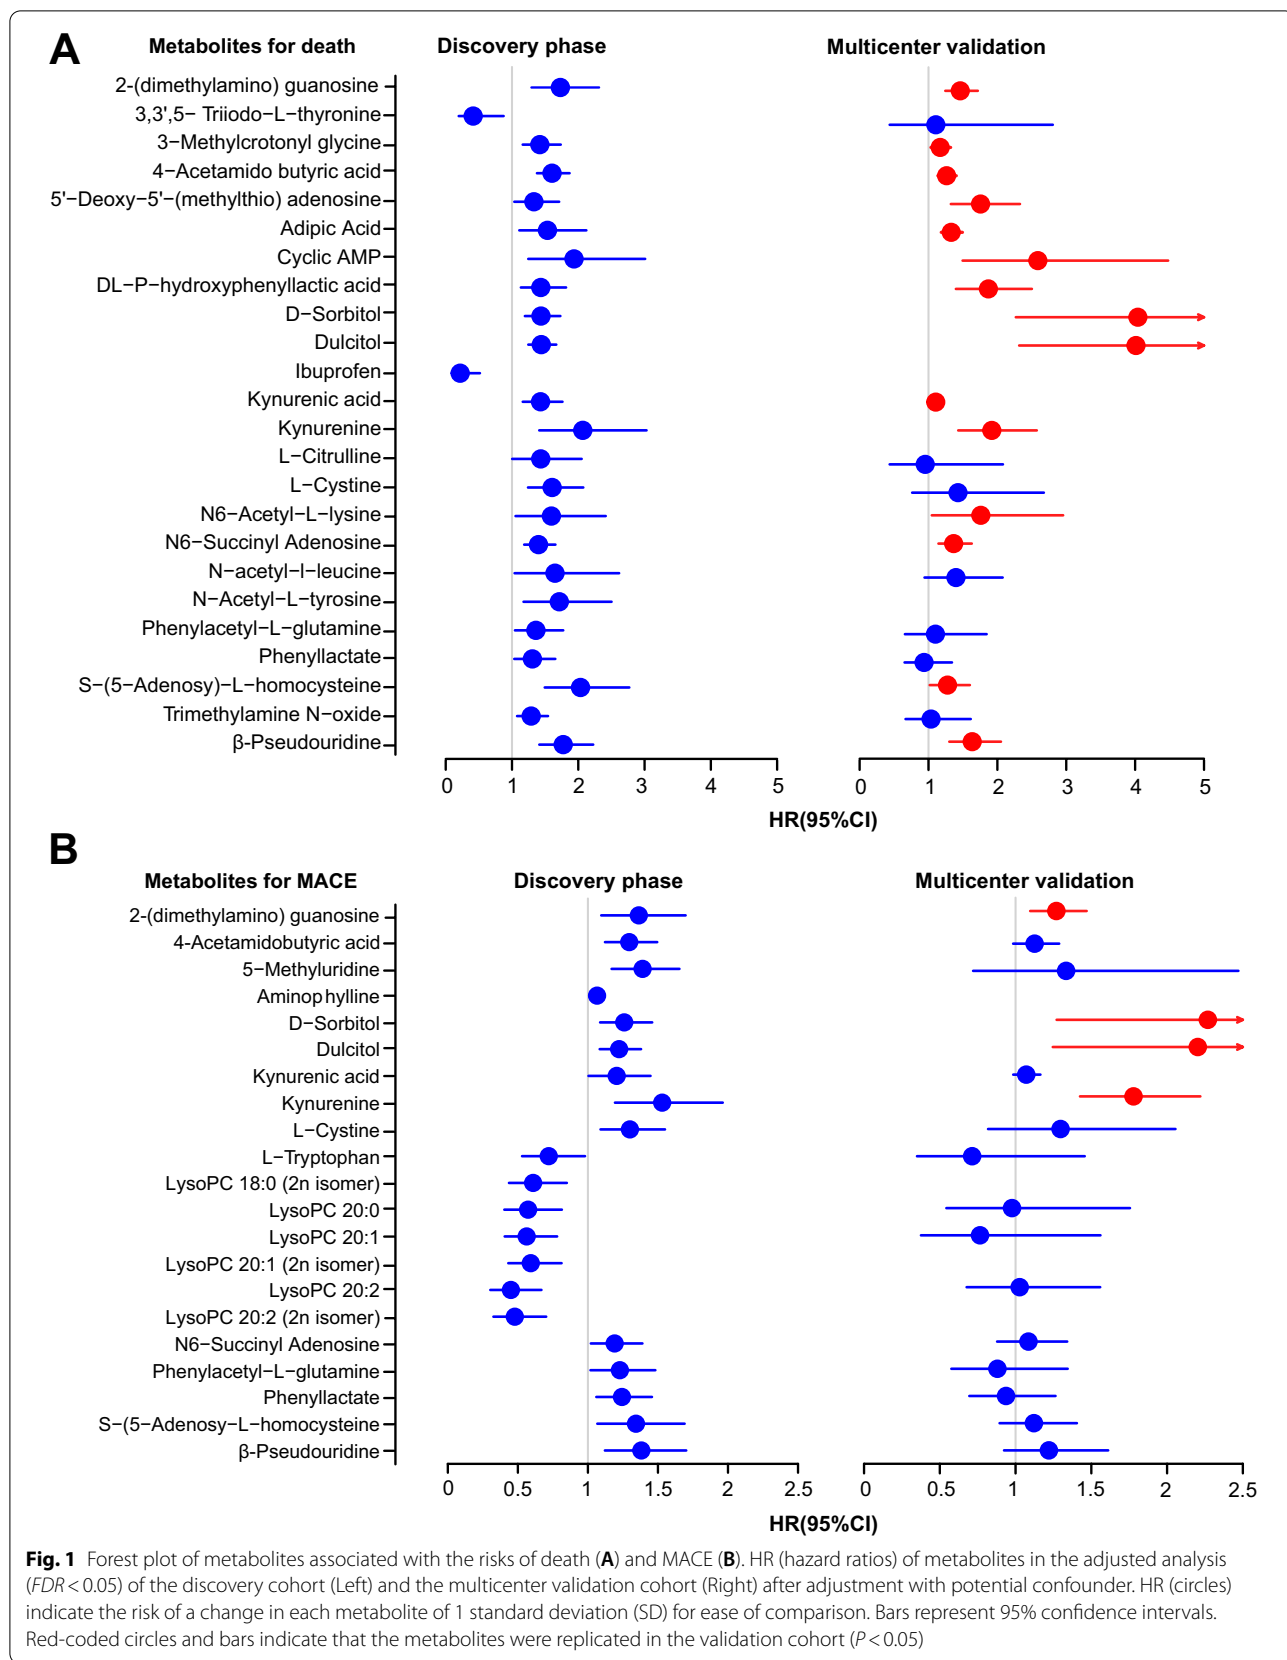 A
Metabolites for death
Discovery phase
Multicenter validation
2-(dimethylamino) guanosine
3,3',5− Triiodo−L−thyronine
3−Methylcrotonyl glycine
4−Acetamido butyric acid
5'−Deoxy−5'−(methylthio) adenosine
Adipic Acid
Cyclic AMP
DL−P−hydroxyphenyllactic acid
D−Sorbitol
Dulcitol
Ibuprofen
Kynurenic acid
Kynurenine
L−Citrulline
L−Cystine
N6−Acetyl−L−lysine
N6−Succinyl Adenosine
N−acetyl−l−leucine
N−Acetyl−L−tyrosine
Phenylacetyl−L−glutamine
Phenyllactate
S−(5−Adenosy)−L−homocysteine
Trimethylamine N−oxide
β-Pseudouridine
0 1 2 3 4 5
0 1 2 3 4 5
HR(95%CI)
B
Metabolites for MACE
Discovery phase
Multicenter validation
2-(dimethylamino) guanosine
4-Acetamidobutyric acid
5−Methyluridine
Aminophylline
D−Sorbitol
Dulcitol
Kynurenic acid
Kynurenine
L−Cystine
L−Tryptophan
LysoPC 18:0 (2n isomer)
LysoPC 20:0
LysoPC 20:1
LysoPC 20:1 (2n isomer)
LysoPC 20:2
LysoPC 20:2 (2n isomer)
N6−Succinyl Adenosine
Phenylacetyl−L−glutamine
Phenyllactate
S−(5−Adenosy−L−homocysteine
β-Pseudouridine
0 0.5 1 1.5 2 2.5
0 0.5 1 1.5 2 2.5
HR(95%CI)
Fig. 1 Forest plot of metabolites associated with the risks of death (A) and MACE (B). HR (hazard ratios) of metabolites in the adjusted analysis
(FDR < 0.05) of the discovery cohort (Left) and the multicenter validation cohort (Right) after adjustment with potential confounder. HR (circles)
indicate the risk of a change in each metabolite of 1 standard deviation (SD) for ease of comparison. Bars represent 95% confidence intervals.
Red-coded circles and bars indicate that the metabolites were replicated in the validation cohort (P < 0.05)